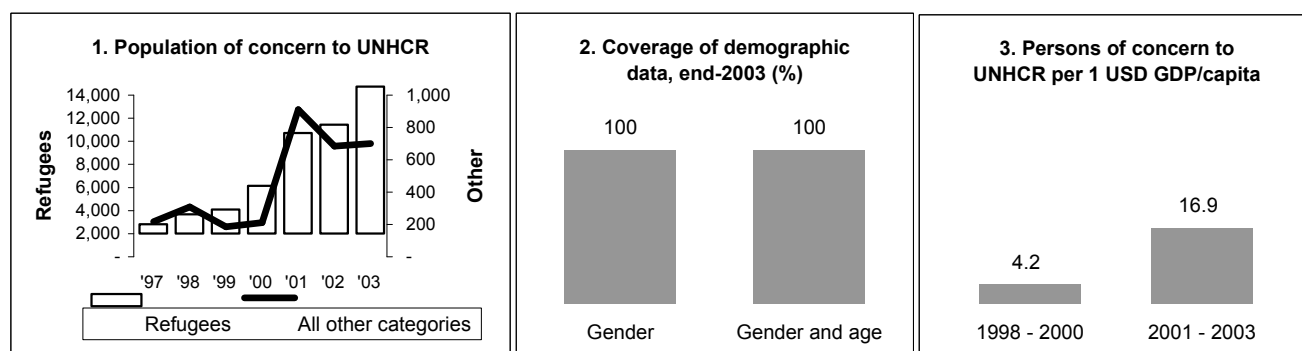 1. Population of concern to UNHCR
14,000
12,000
10,000
8,000
6,000
4,000
2,000
-
Refugees
1,000
800
600
400
200
-
Other
'97 '98 '99 '00 '01 '02 '03
Refugees All other categories
2. Coverage of demographic
data, end-2003 (%)
100 100
Gender Gender and age
3. Persons of concern to
UNHCR per 1 USD GDP/capita
4.2
16.9
1998 - 2000 2001 - 2003